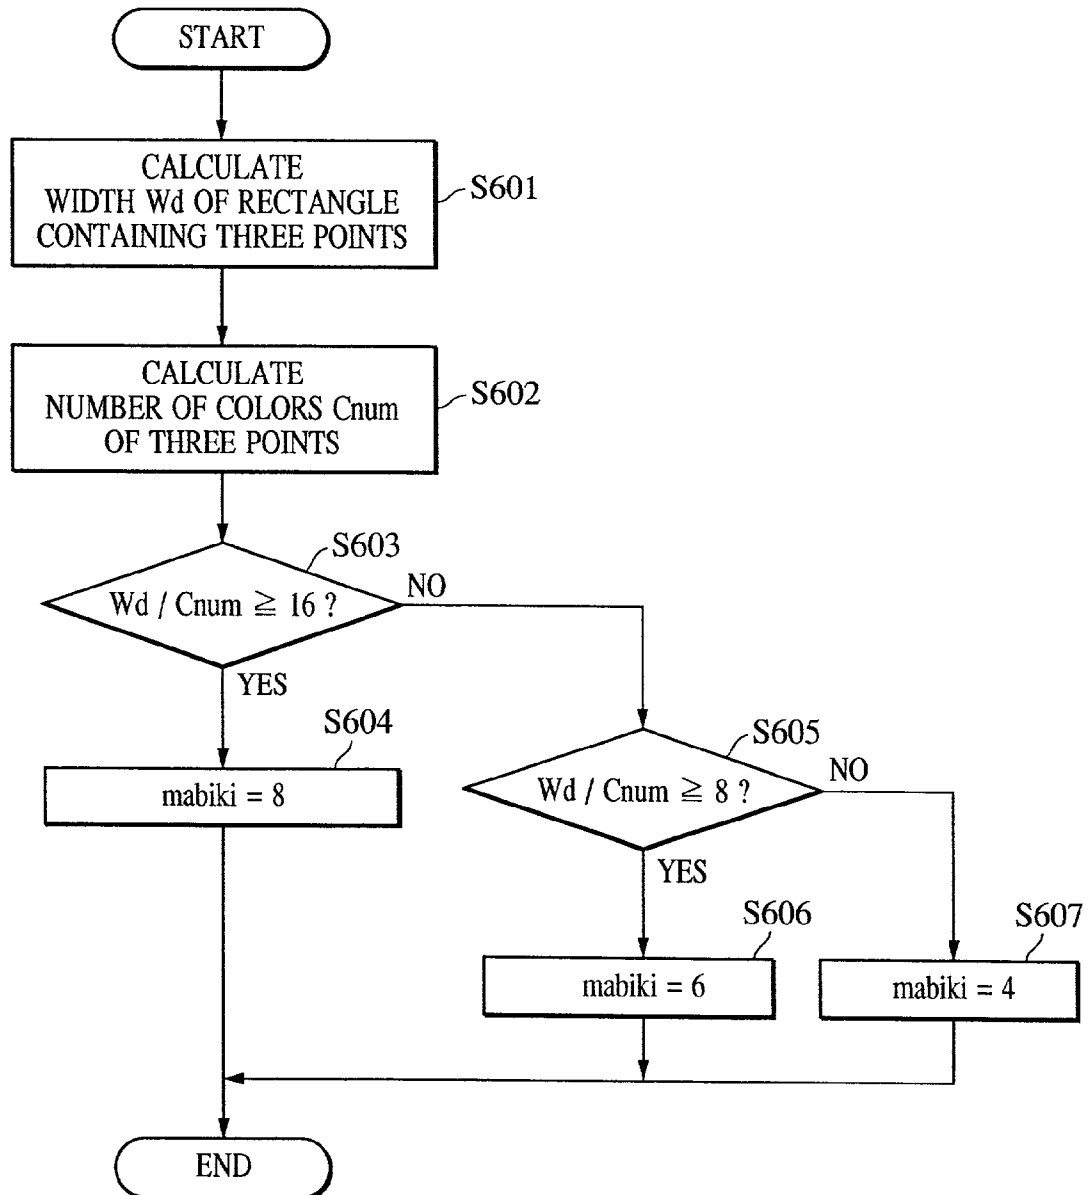 START
CALCULATE
WIDTH Wd OF RECTANGLE
CONTAINING THREE POINTS
S601
CALCULATE
NUMBER OF COLORS Cnum
OF THREE POINTS
S602
S603
Wd / Cnum ≧ 16 ?
NO
YES
S604
mabiki = 8
S605
Wd / Cnum ≧ 8 ?
NO
YES
S606
mabiki = 6
S607
mabiki = 4
END